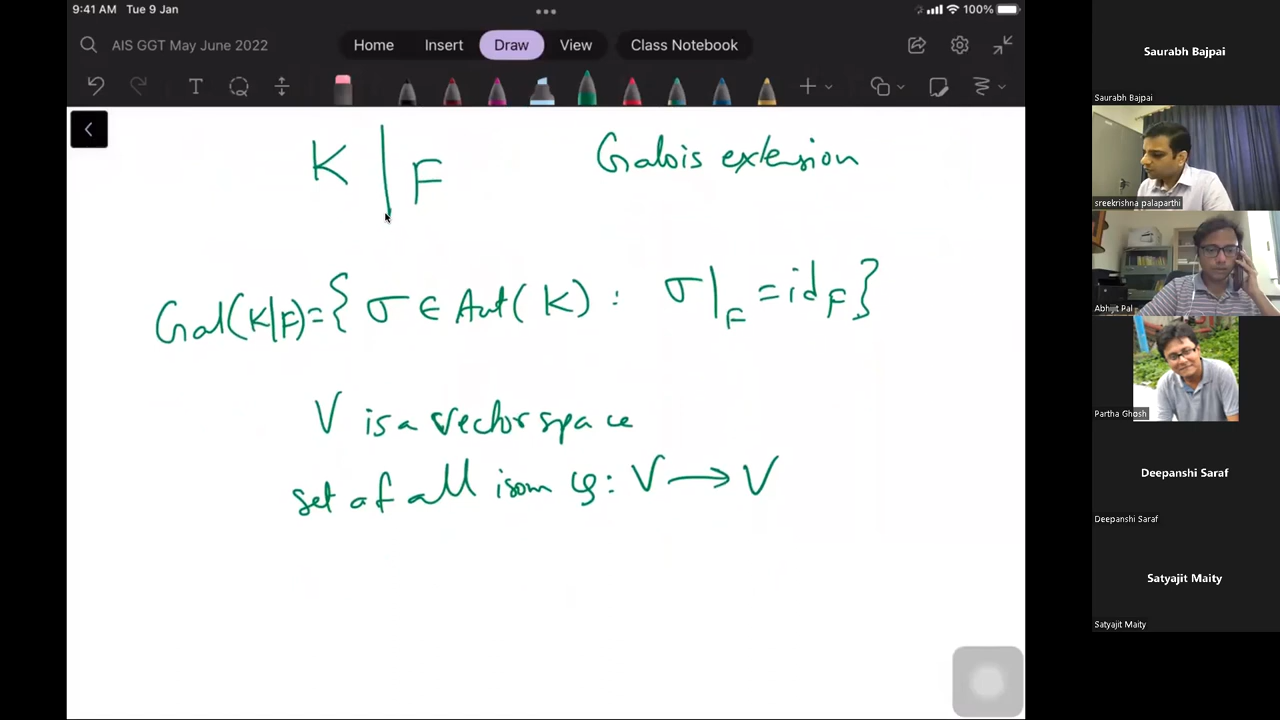 9:41 AM Tue 9 Jan
100%
AIS GGT May June 2022
Home Insert Draw View Class Notebook
T
K | F Galois extension
Gal(K|F)={ σ ∈ Aut(K) : σ|_F = id_F}
V is a vector space
set of all isom φ: V → V
Saurabh Bajpai
Saurabh Bajpai
sreekrishna palaparthi
Abhijit Pal
Partha Ghosh
Deepanshi Saraf
Deepanshi Saraf
Satyajit Maity
Satyajit Maity